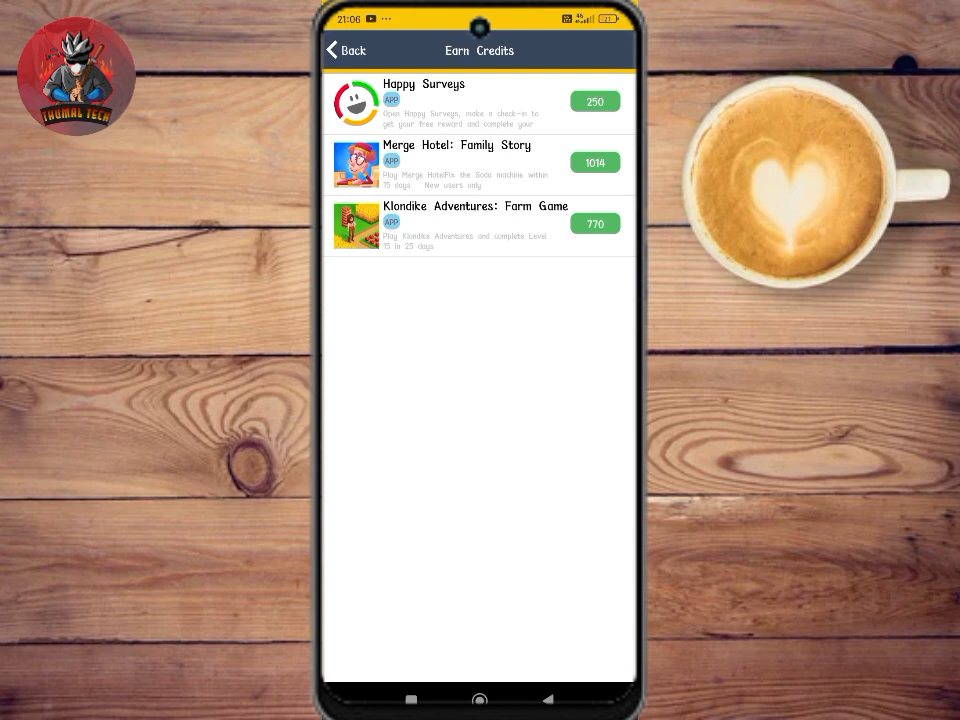 21:06
4G
27
Back
Earn Credits
THUMAL TECH
Happy Surveys
APP
Open Happy Surveys, make a check-in to
get your free reward and complete your
250
Merge Hotel: Family Story
APP
Play Merge HotelFix the Soda machine within
15 days New users only
1014
Klondike Adventures: Farm Game
APP
Play Klondike Adventures and complete Level
15 in 25 days
770